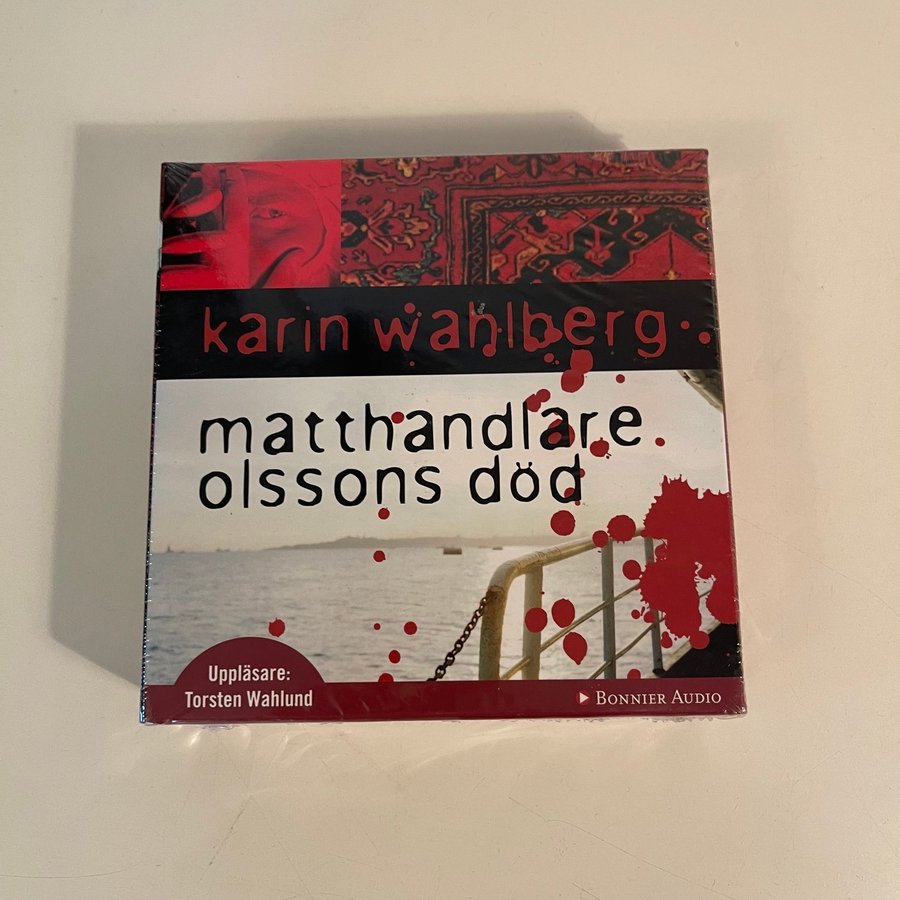 karin wahlberg
matthandlare
olssons död
Uppläsare:
Torsten Wahlund
Bonnier Audio